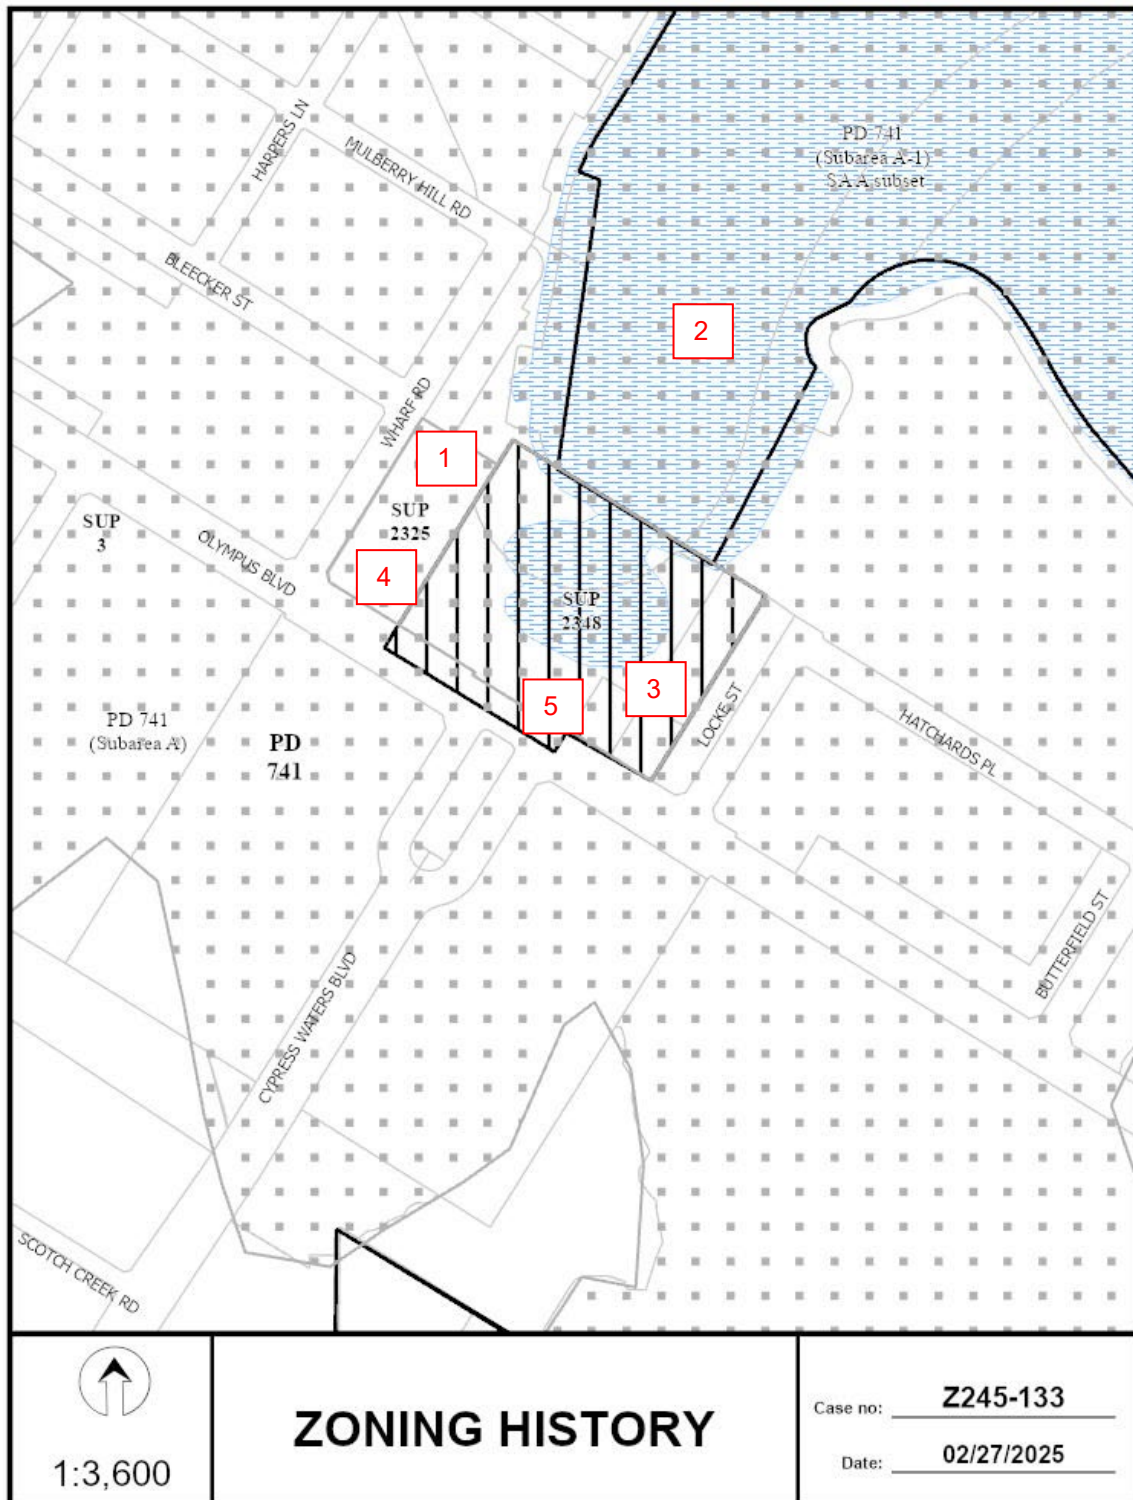 PD 741
(Subarea A-1)
SAA subset
HARPERS LN
MULBERRY HILL RD
BLEECKER ST
2
WHARF RD
1
SUP
2325
SUP
3
OLYMPUS BLVD
4
SUP
2348
3
5
LOCKE ST
HATCHARDS PL
PD 741
(Subarea A)
PD
741
BUTTERFIELD ST
CYPRESS WATERS BLVD
SCOTCH CREEK RD
1:3,600
ZONING HISTORY
Case no: Z245-133
Date: 02/27/2025